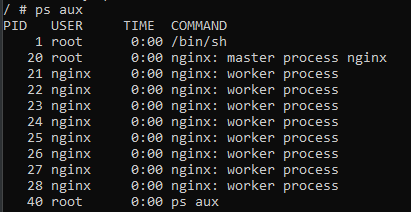 / # ps aux
PID   USER     TIME  COMMAND
    1 root      0:00 /bin/sh
   20 root      0:00 nginx: master process nginx
   21 nginx     0:00 nginx: worker process
   22 nginx     0:00 nginx: worker process
   23 nginx     0:00 nginx: worker process
   24 nginx     0:00 nginx: worker process
   25 nginx     0:00 nginx: worker process
   26 nginx     0:00 nginx: worker process
   27 nginx     0:00 nginx: worker process
   28 nginx     0:00 nginx: worker process
   40 root      0:00 ps aux